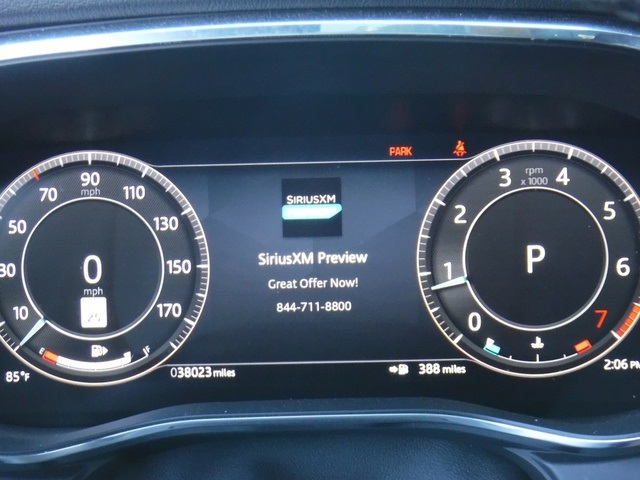 PARK
90
mph
70
110
50
130
30
150
10
170
0
mph
25
E
F
85°F
SIRIUSXM
SiriusXM Preview
Great Offer Now!
844-711-8800
038023 miles
388 miles
rpm
x 1000
3
4
2
5
1
6
0
7
P
2:06 PM